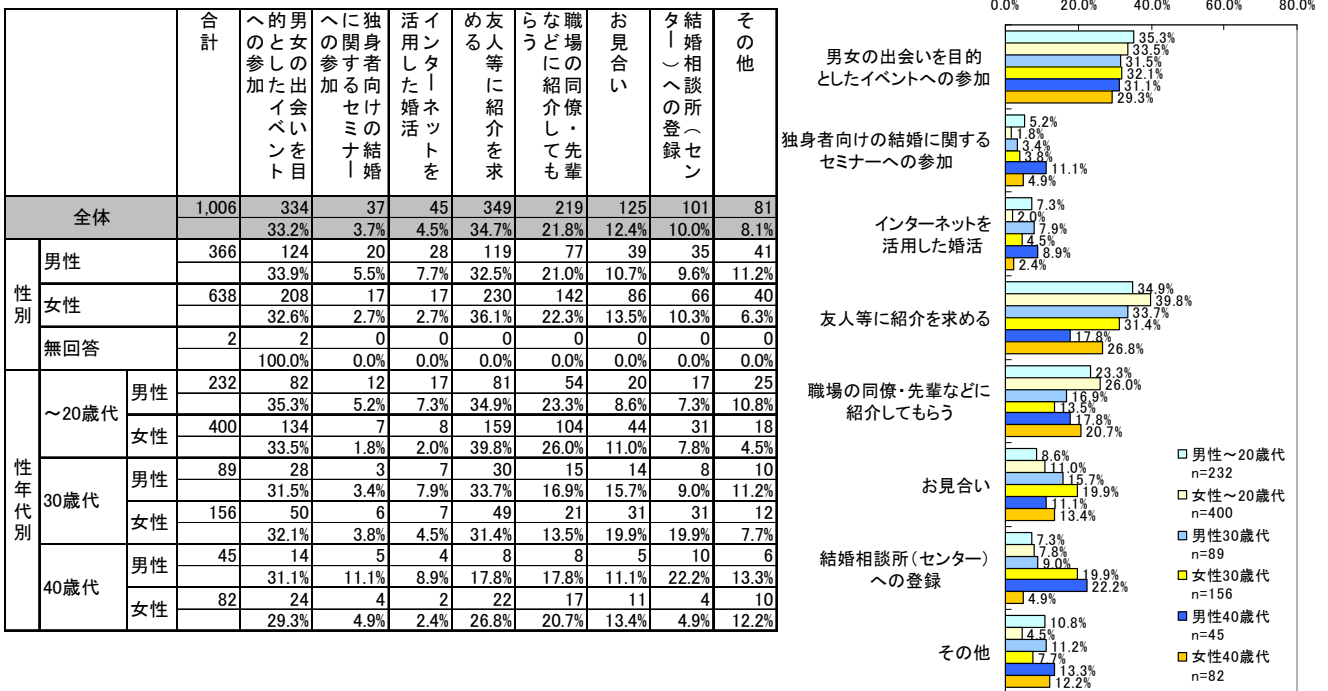 合計 男女の出会いを目的としたイベントへの参加 独身者向けの結婚に関するセミナーへの参加 インターネットを活用した婚活 友人等に紹介を求める 職場の同僚・先輩などに紹介してもらう お見合い 結婚相談所（センター）への登録 その他
全体 1,006 334 37 45 349 219 125 101 81
33.2% 3.7% 4.5% 34.7% 21.8% 12.4% 10.0% 8.1%
性別
男性 366 124 20 28 119 77 39 35 41
33.9% 5.5% 7.7% 32.5% 21.0% 10.7% 9.6% 11.2%
女性 638 208 17 17 230 142 86 66 40
32.6% 2.7% 2.7% 36.1% 22.3% 13.5% 10.3% 6.3%
無回答 2 2 0 0 0 0 0 0 0
100.0% 0.0% 0.0% 0.0% 0.0% 0.0% 0.0% 0.0%
性年代別
～20歳代 男性 232 82 12 17 81 54 20 17 25
35.3% 5.2% 7.3% 34.9% 23.3% 8.6% 7.3% 10.8%
女性 400 134 7 8 159 104 44 31 18
33.5% 1.8% 2.0% 39.8% 26.0% 11.0% 7.8% 4.5%
30歳代 男性 89 28 3 7 30 15 14 8 10
31.5% 3.4% 7.9% 33.7% 16.9% 15.7% 9.0% 11.2%
女性 156 50 6 7 49 21 31 31 12
32.1% 3.8% 4.5% 31.4% 13.5% 19.9% 19.9% 7.7%
40歳代 男性 45 14 5 4 8 8 5 10 6
31.1% 11.1% 8.9% 17.8% 17.8% 11.1% 22.2% 13.3%
女性 82 24 4 2 22 17 11 4 10
29.3% 4.9% 2.4% 26.8% 20.7% 13.4% 4.9% 12.2%
0.0% 20.0% 40.0% 60.0% 80.0%
男女の出会いを目的
としたイベントへの参加
35.3%
33.5%
31.5%
32.1%
31.1%
29.3%
独身者向けの結婚に関する
セミナーへの参加
5.2%
1.8%
3.4%
3.8%
11.1%
4.9%
インターネットを
活用した婚活
7.3%
2.0%
7.9%
4.5%
8.9%
2.4%
友人等に紹介を求める
34.9%
39.8%
33.7%
31.4%
17.8%
26.8%
職場の同僚・先輩などに
紹介してもらう
23.3%
26.0%
16.9%
13.5%
17.8%
20.7%
お見合い
8.6%
11.0%
15.7%
19.9%
11.1%
13.4%
結婚相談所（センター）
への登録
7.3%
7.8%
9.0%
19.9%
22.2%
4.9%
その他
10.8%
4.5%
11.2%
7.7%
13.3%
12.2%
男性～20歳代
n=232
女性～20歳代
n=400
男性30歳代
n=89
女性30歳代
n=156
男性40歳代
n=45
女性40歳代
n=82